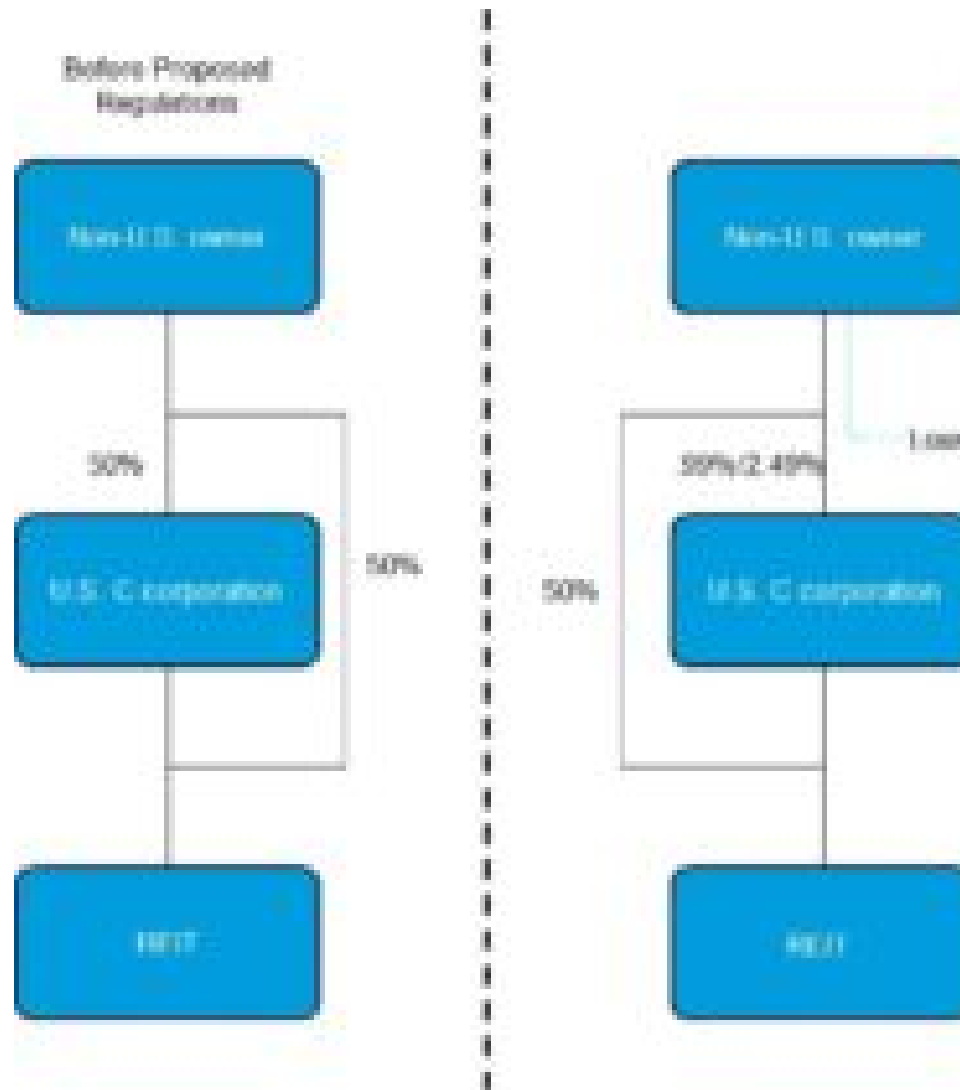 Before Proposed
Regulations
Non-U.S. owner
50%
50%
U.S. C corporation
REIT
Non-U.S. owner
50%
U.S. C corporation
REIT